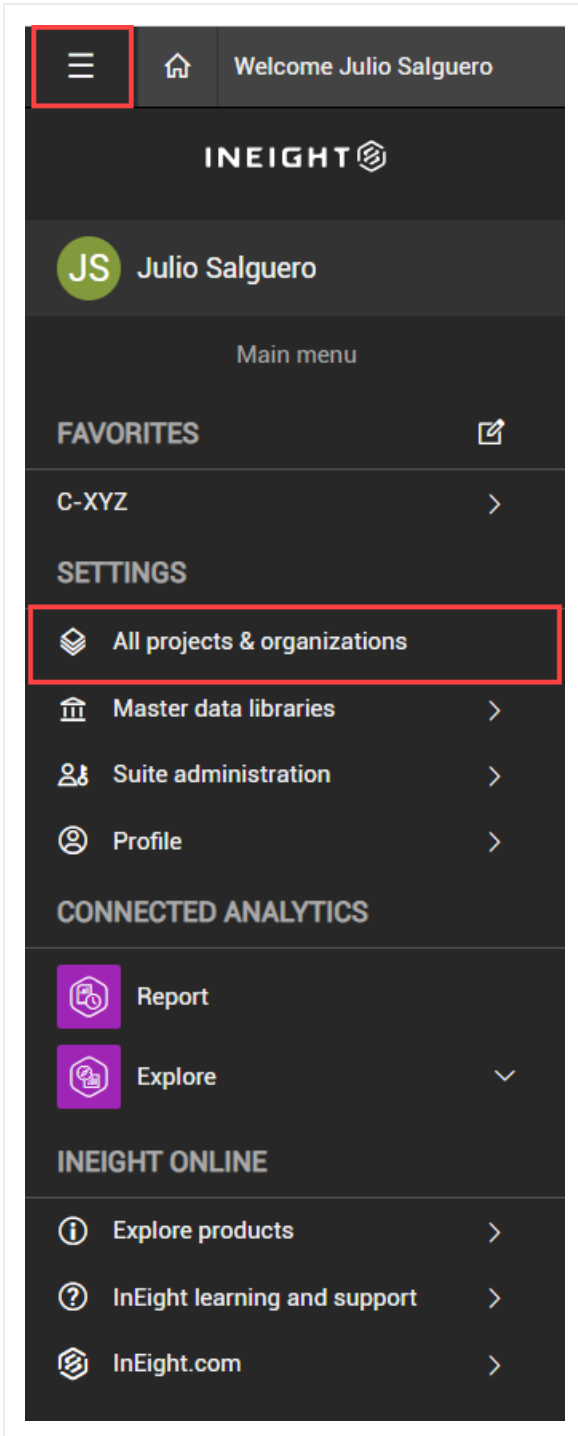 Welcome Julio Salguero
INEIGHT
JS Julio Salguero
Main menu
FAVORITES
C-XYZ
SETTINGS
All projects & organizations
Master data libraries
Suite administration
Profile
CONNECTED ANALYTICS
Report
Explore
INEIGHT ONLINE
Explore products
InEight learning and support
InEight.com